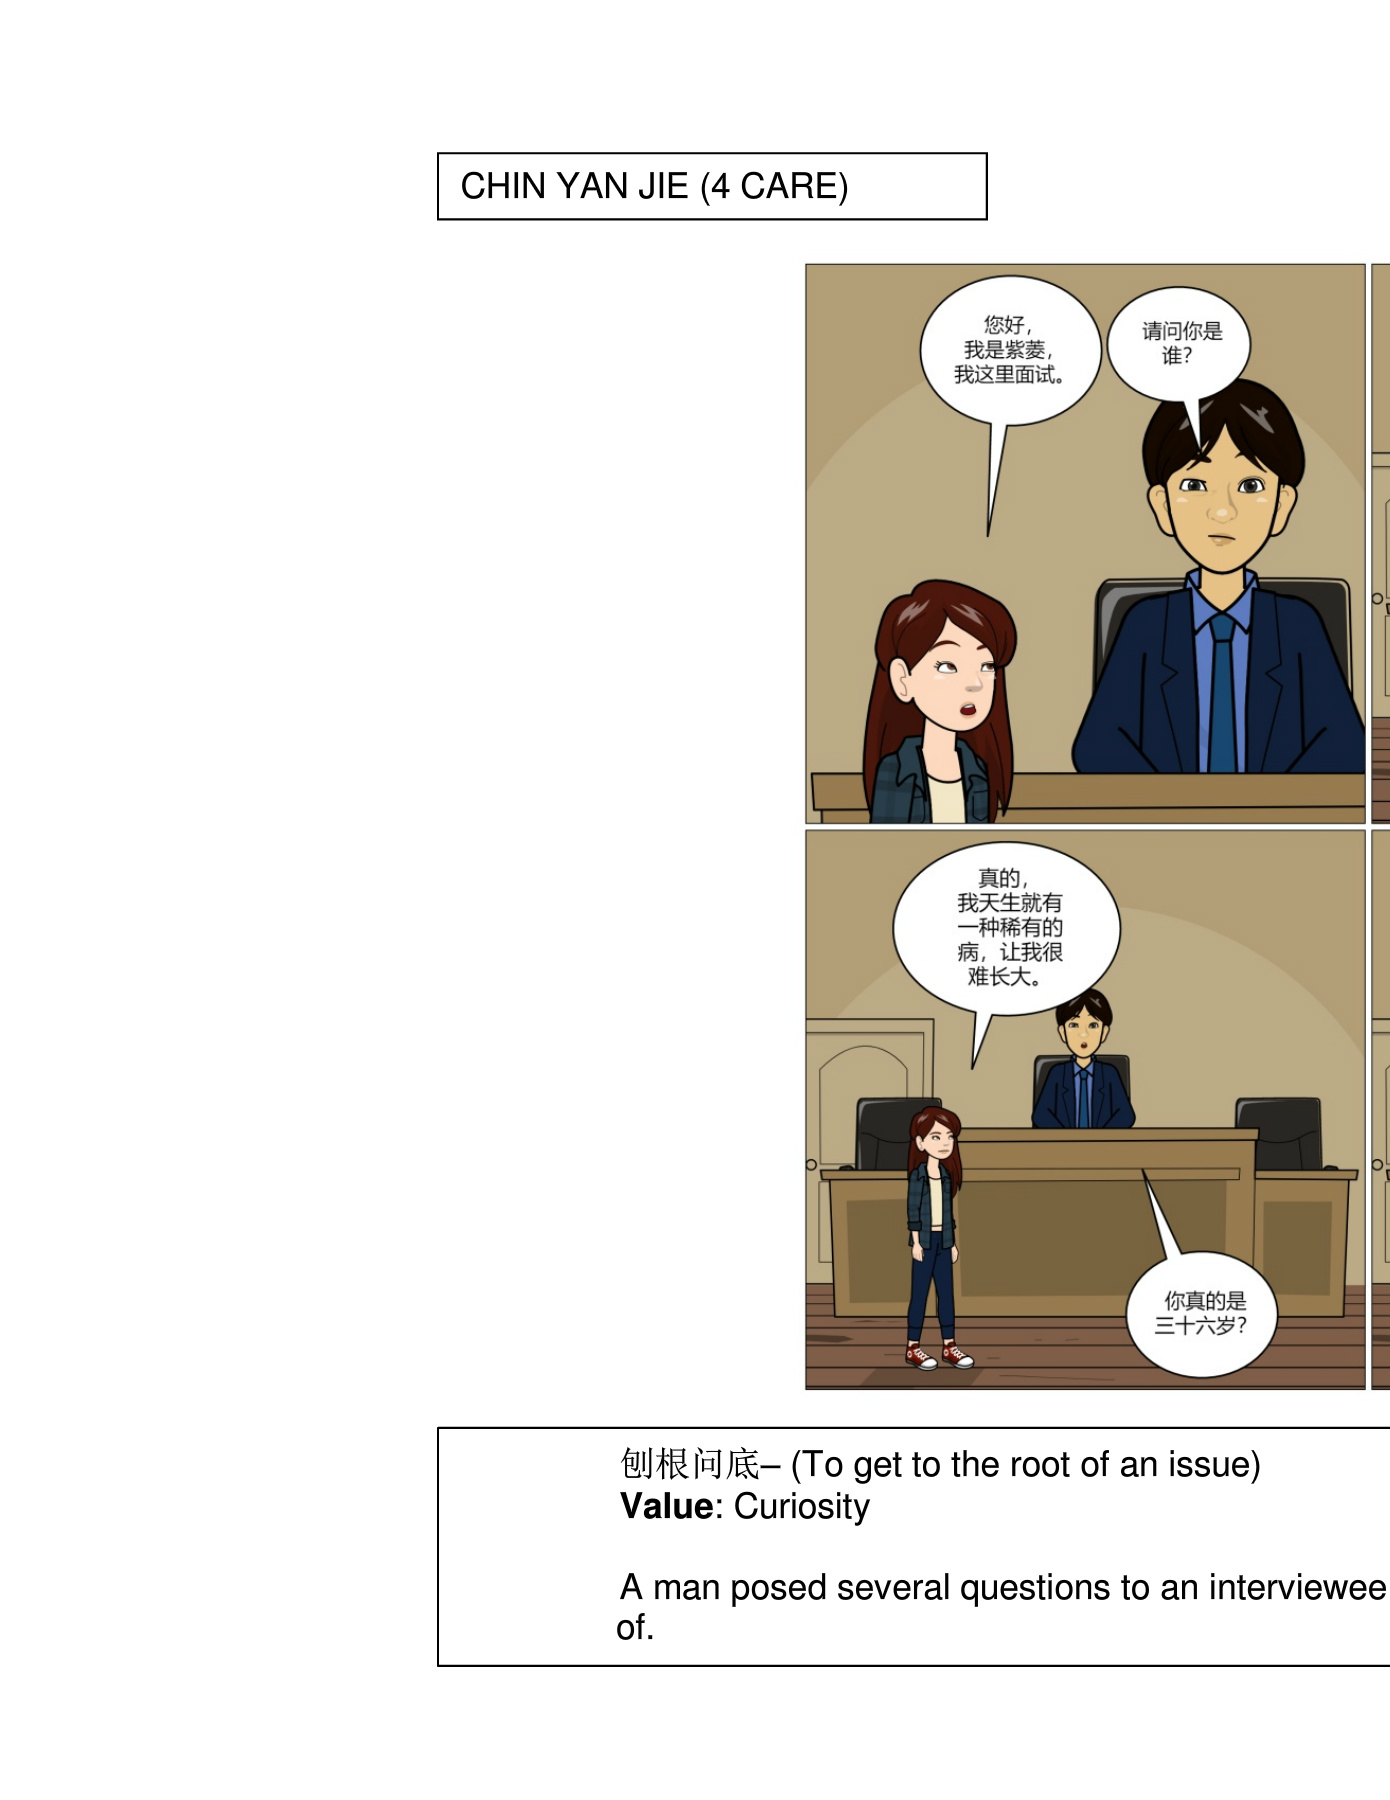 CHIN YAN JIE (4 CARE)
您好，
我是紫菱，
我这里面试。
请问你是
谁？
真的，
我天生就有
一种稀有的
病，让我很
难长大。
你真的是
三十六岁？
刨根问底– (To get to the root of an issue)
Value: Curiosity
A man posed several questions to an interviewee
of.